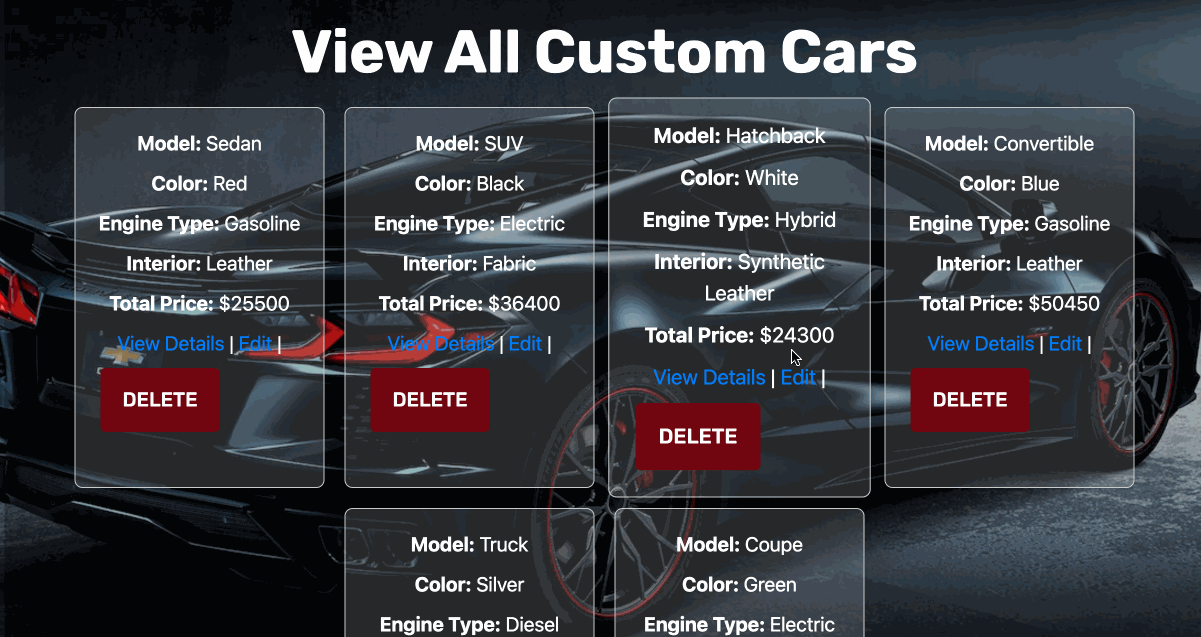 View All Custom Cars
Model: Sedan
Color: Red
Engine Type: Gasoline
Interior: Leather
Total Price: $25500
View Details | Edit |
DELETE
Model: SUV
Color: Black
Engine Type: Electric
Interior: Fabric
Total Price: $36400
View Details | Edit |
DELETE
Model: Hatchback
Color: White
Engine Type: Hybrid
Interior: Synthetic
Leather
Total Price: $24300
View Details | Edit |
DELETE
Model: Convertible
Color: Blue
Engine Type: Gasoline
Interior: Leather
Total Price: $50450
View Details | Edit |
DELETE
Model: Truck
Color: Silver
Engine Type: Diesel
Model: Coupe
Color: Green
Engine Type: Electric